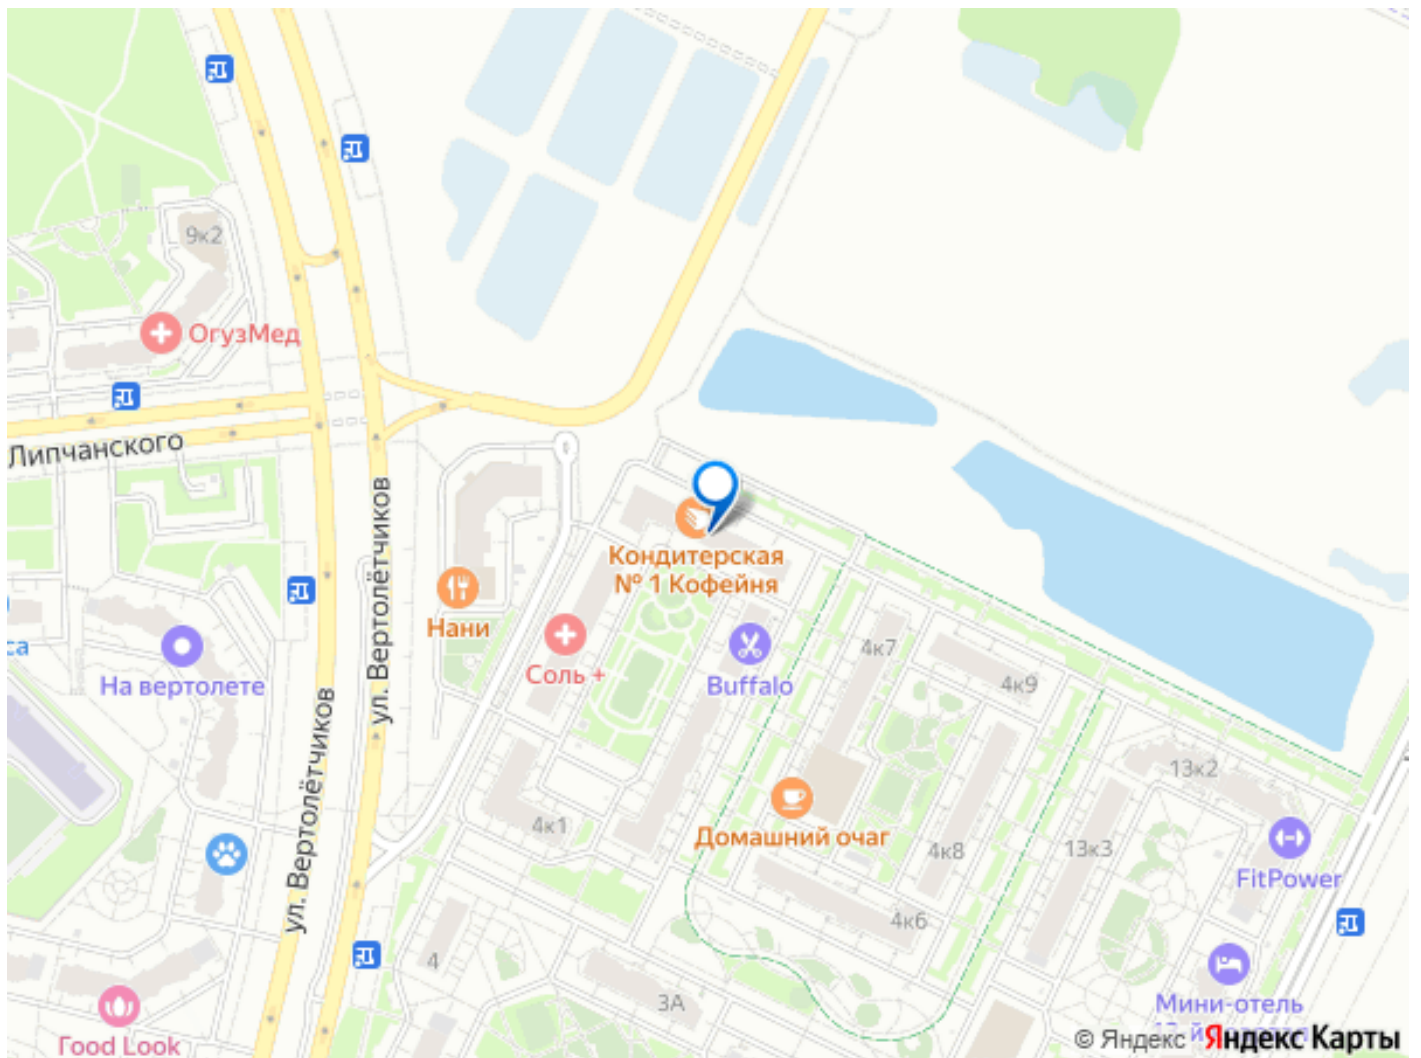 9к2
ОгузМед
Липчанского
ул. Вертолётчиков
ул. Вертолётчиков
Кондитерская
№ 1 Кофейня
Нани
са
На вертолете
Соль +
Buffalo
4к7
4к9
13к2
4к1
Домашний очаг
4к8
13к3
FitPower
4к6
4
3А
Мини-отель
Food Look
© Яндекс Яндекс Карты